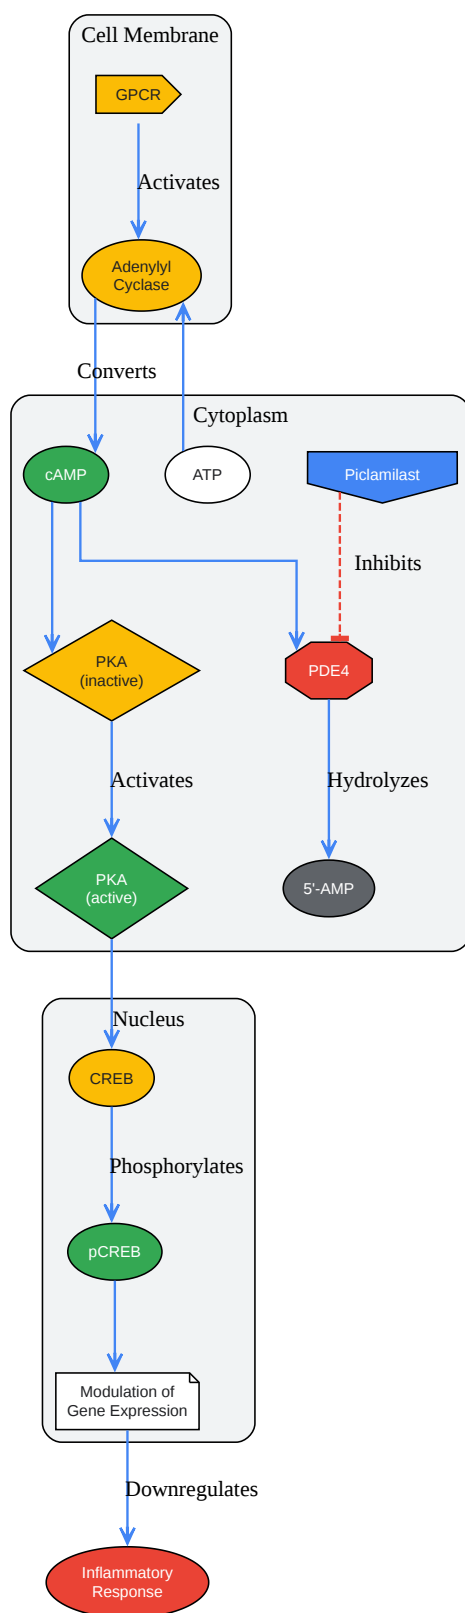 Cell Membrane
GPCR
Activates
Adenylyl
Cyclase
Converts
Cytoplasm
cAMP
ATP
Piclamilast
Inhibits
PKA
(inactive)
PDE4
Activates
Hydrolyzes
PKA
(active)
5'-AMP
Nucleus
CREB
Phosphorylates
pCREB
Modulation of
Gene Expression
Downregulates
Inflammatory
Response